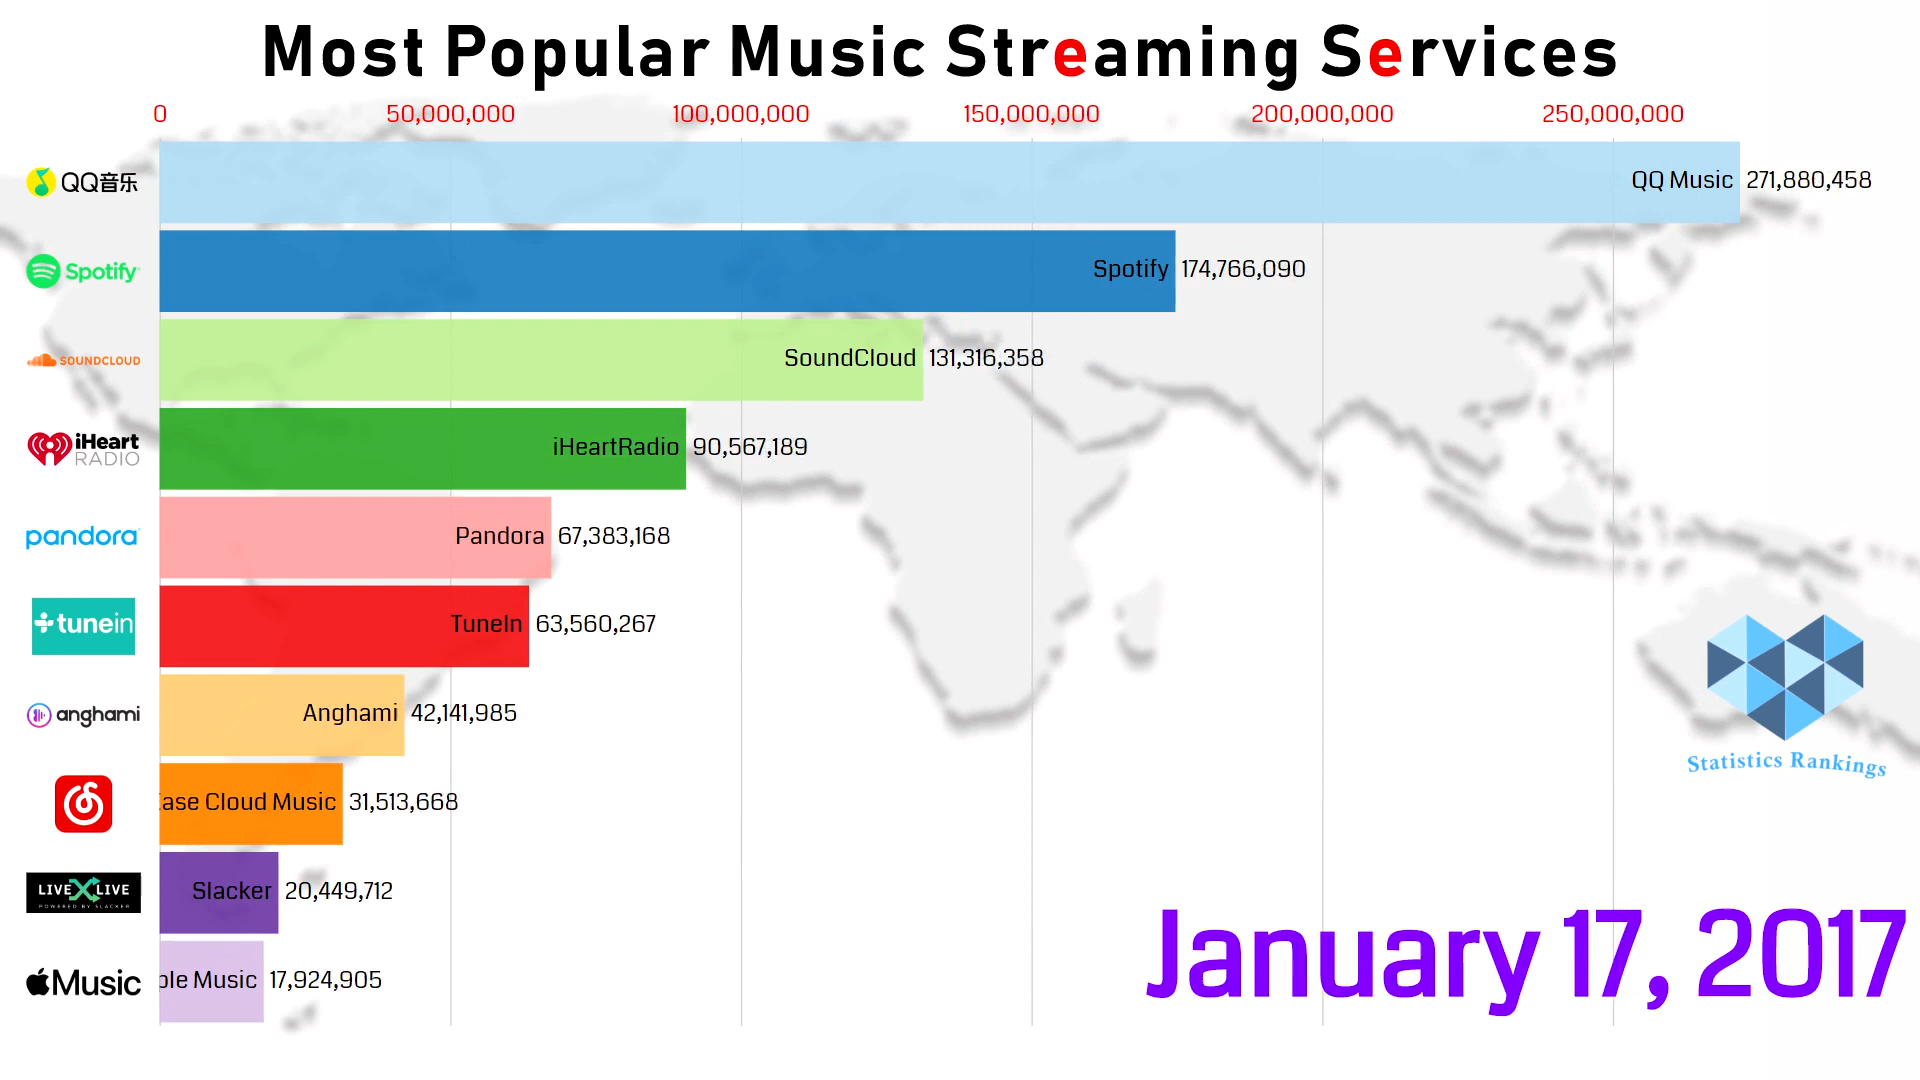 Most Popular Music Streaming Services
0 50,000,000 100,000,000 150,000,000 200,000,000 250,000,000
QQ音乐 QQ Music 271,880,458
Spotify Spotify 174,766,090
SOUNDCLOUD SoundCloud 131,316,358
iHeart RADIO iHeartRadio 90,567,189
pandora Pandora 67,383,168
tunein TuneIn 63,560,267
anghami Anghami 42,141,985
Ease Cloud Music 31,513,668
LIVE X LIVE
POWERED BY SLACKER
Slacker 20,449,712
Music ple Music 17,924,905
Statistics Rankings
January 17, 2017